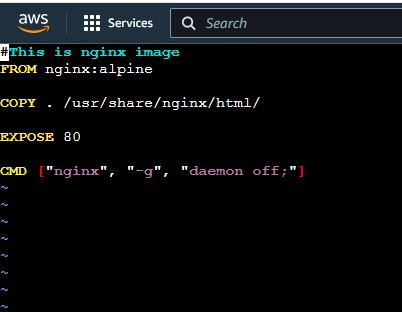 aws
Services
Search
#This is nginx image
FROM nginx:alpine
COPY . /usr/share/nginx/html/
EXPOSE 80
CMD ["nginx", "-g", "daemon off;"]
~
~
~
~
~
~
~
~